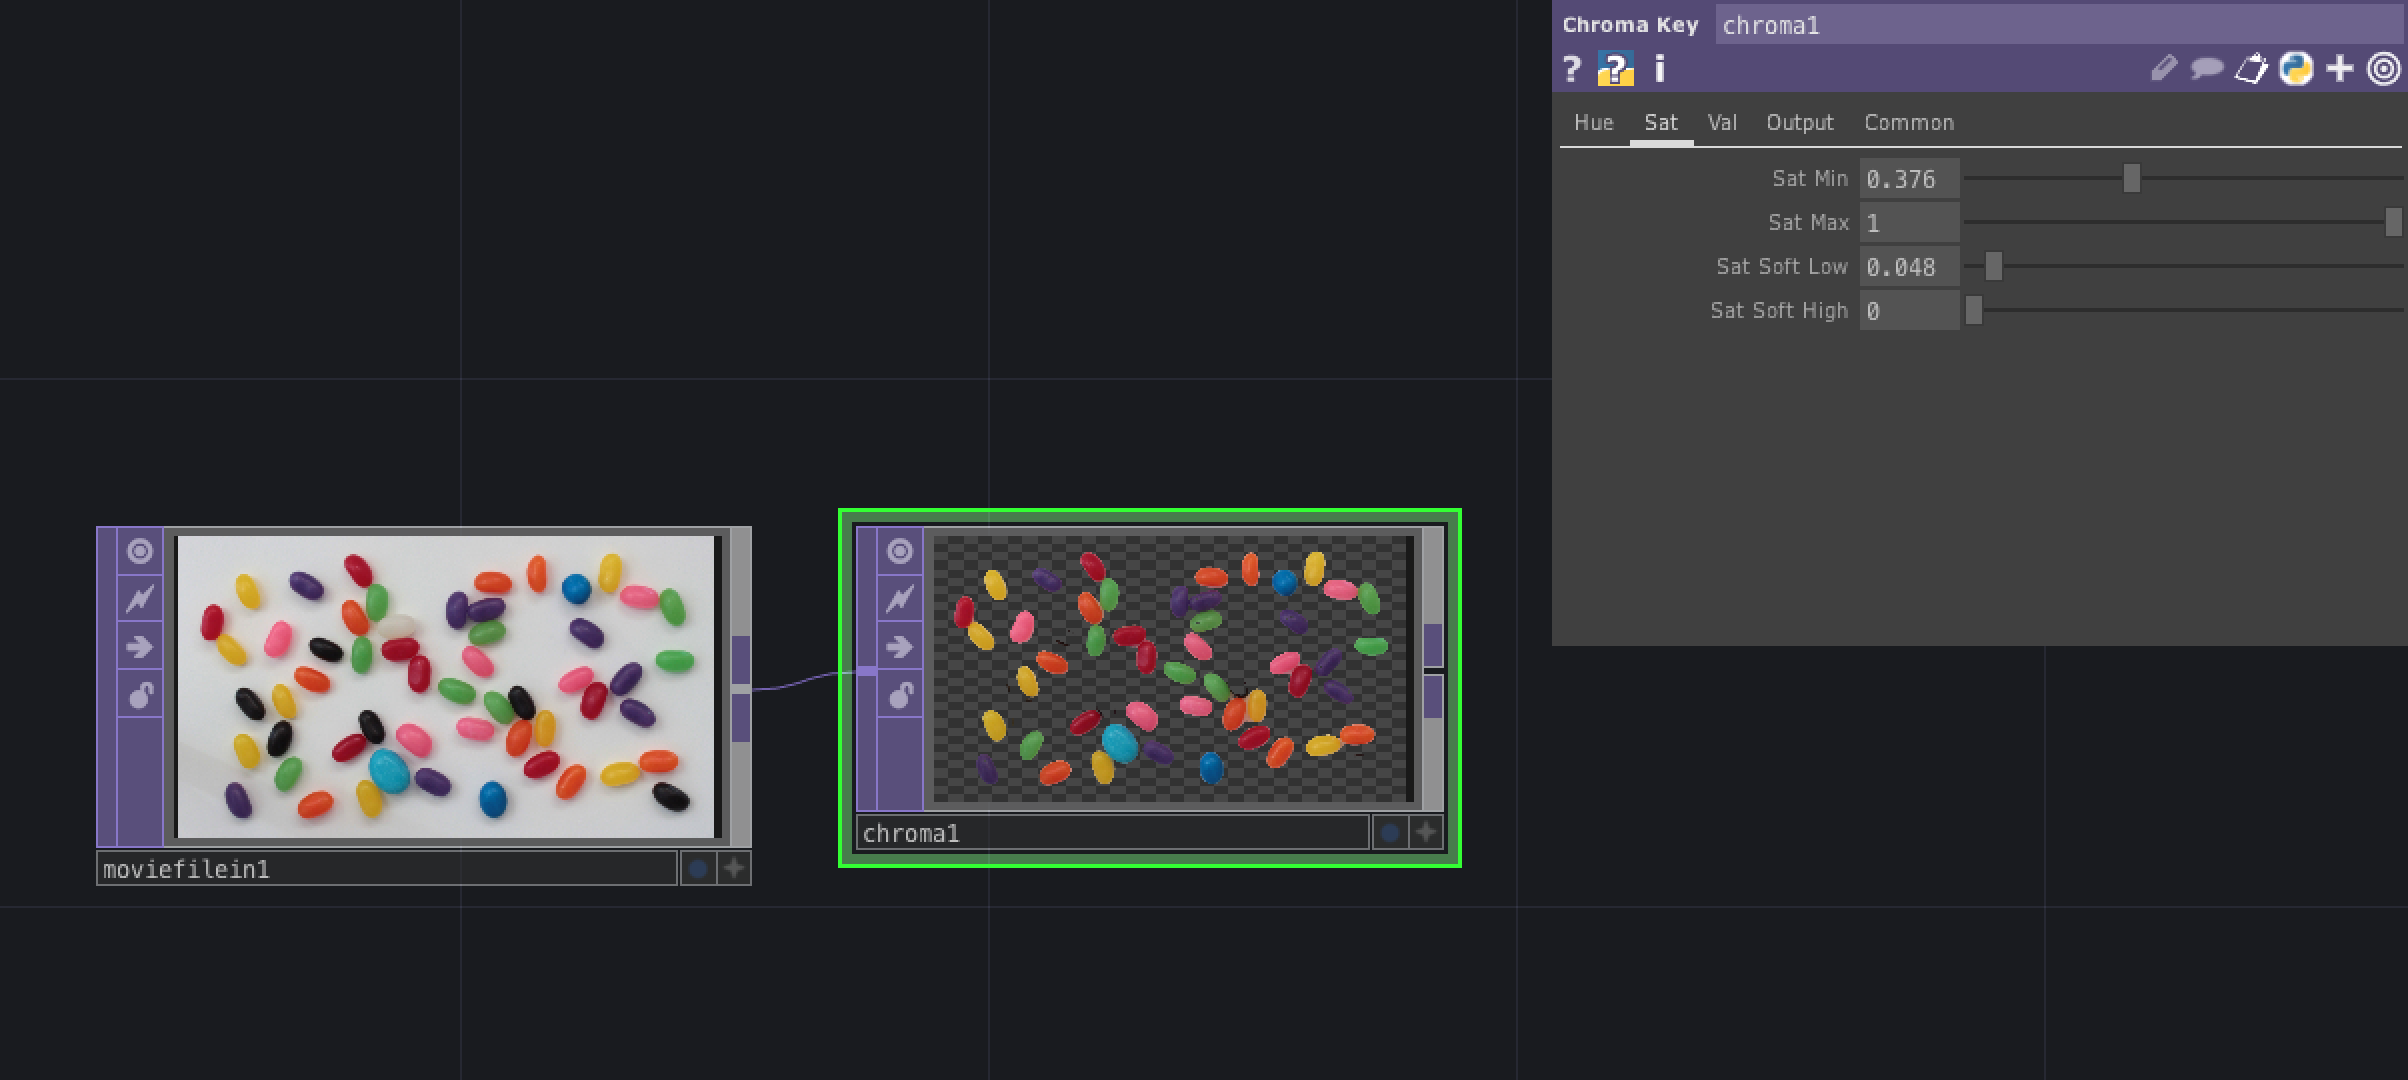 Chroma Key chroma1
? ? i
Hue Sat Val Output Common
Sat Min 0.376
Sat Max 1
Sat Soft Low 0.048
Sat Soft High 0
chroma1
moviefilein1